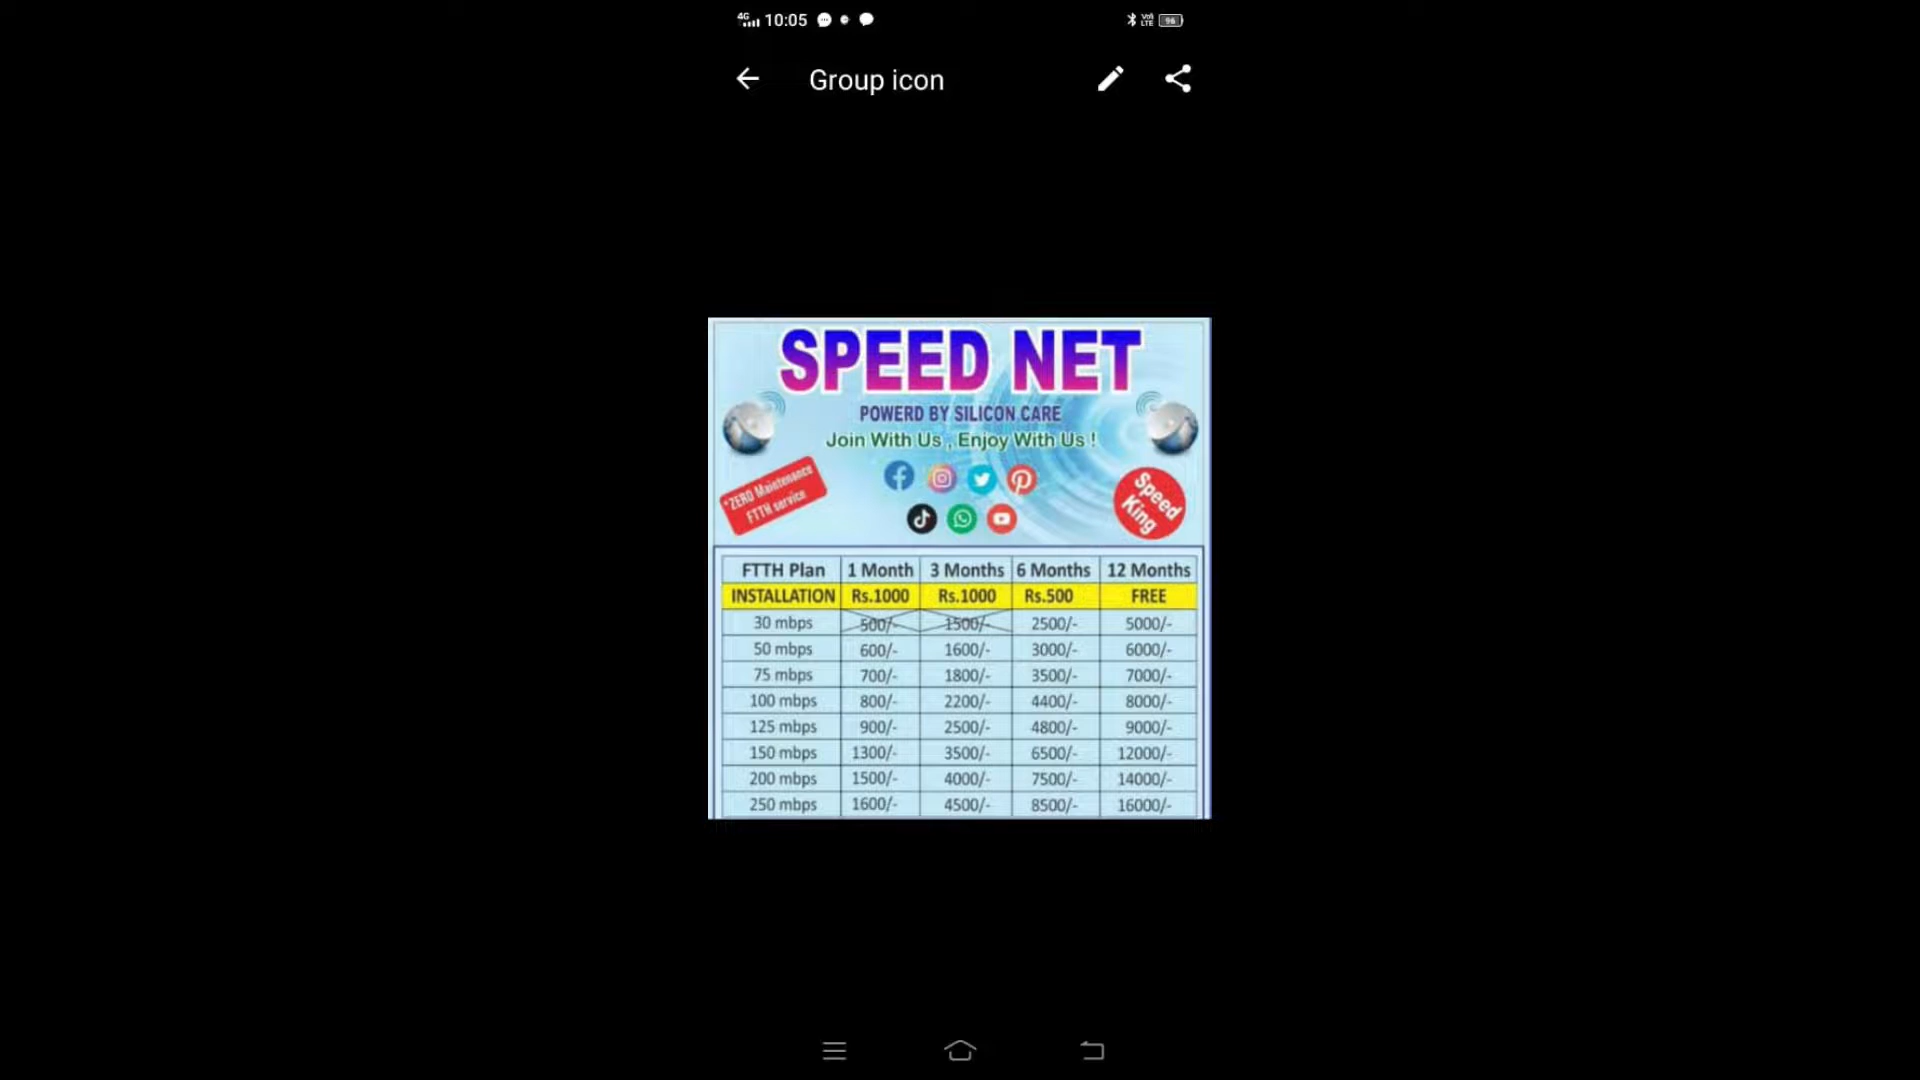 4G 10:05 VoI LTE 96
Group icon
SPEED NET
POWERD BY SILICON CARE
Join With Us , Enjoy With Us !
*ZERO Maintenance
FTTH service
Speed
King
FTTH Plan 1 Month 3 Months 6 Months 12 Months
INSTALLATION Rs.1000 Rs.1000 Rs.500 FREE
30 mbps 500/- 1500/- 2500/- 5000/-
50 mbps 600/- 1600/- 3000/- 6000/-
75 mbps 700/- 1800/- 3500/- 7000/-
100 mbps 800/- 2200/- 4400/- 8000/-
125 mbps 900/- 2500/- 4800/- 9000/-
150 mbps 1300/- 3500/- 6500/- 12000/-
200 mbps 1500/- 4000/- 7500/- 14000/-
250 mbps 1600/- 4500/- 8500/- 16000/-